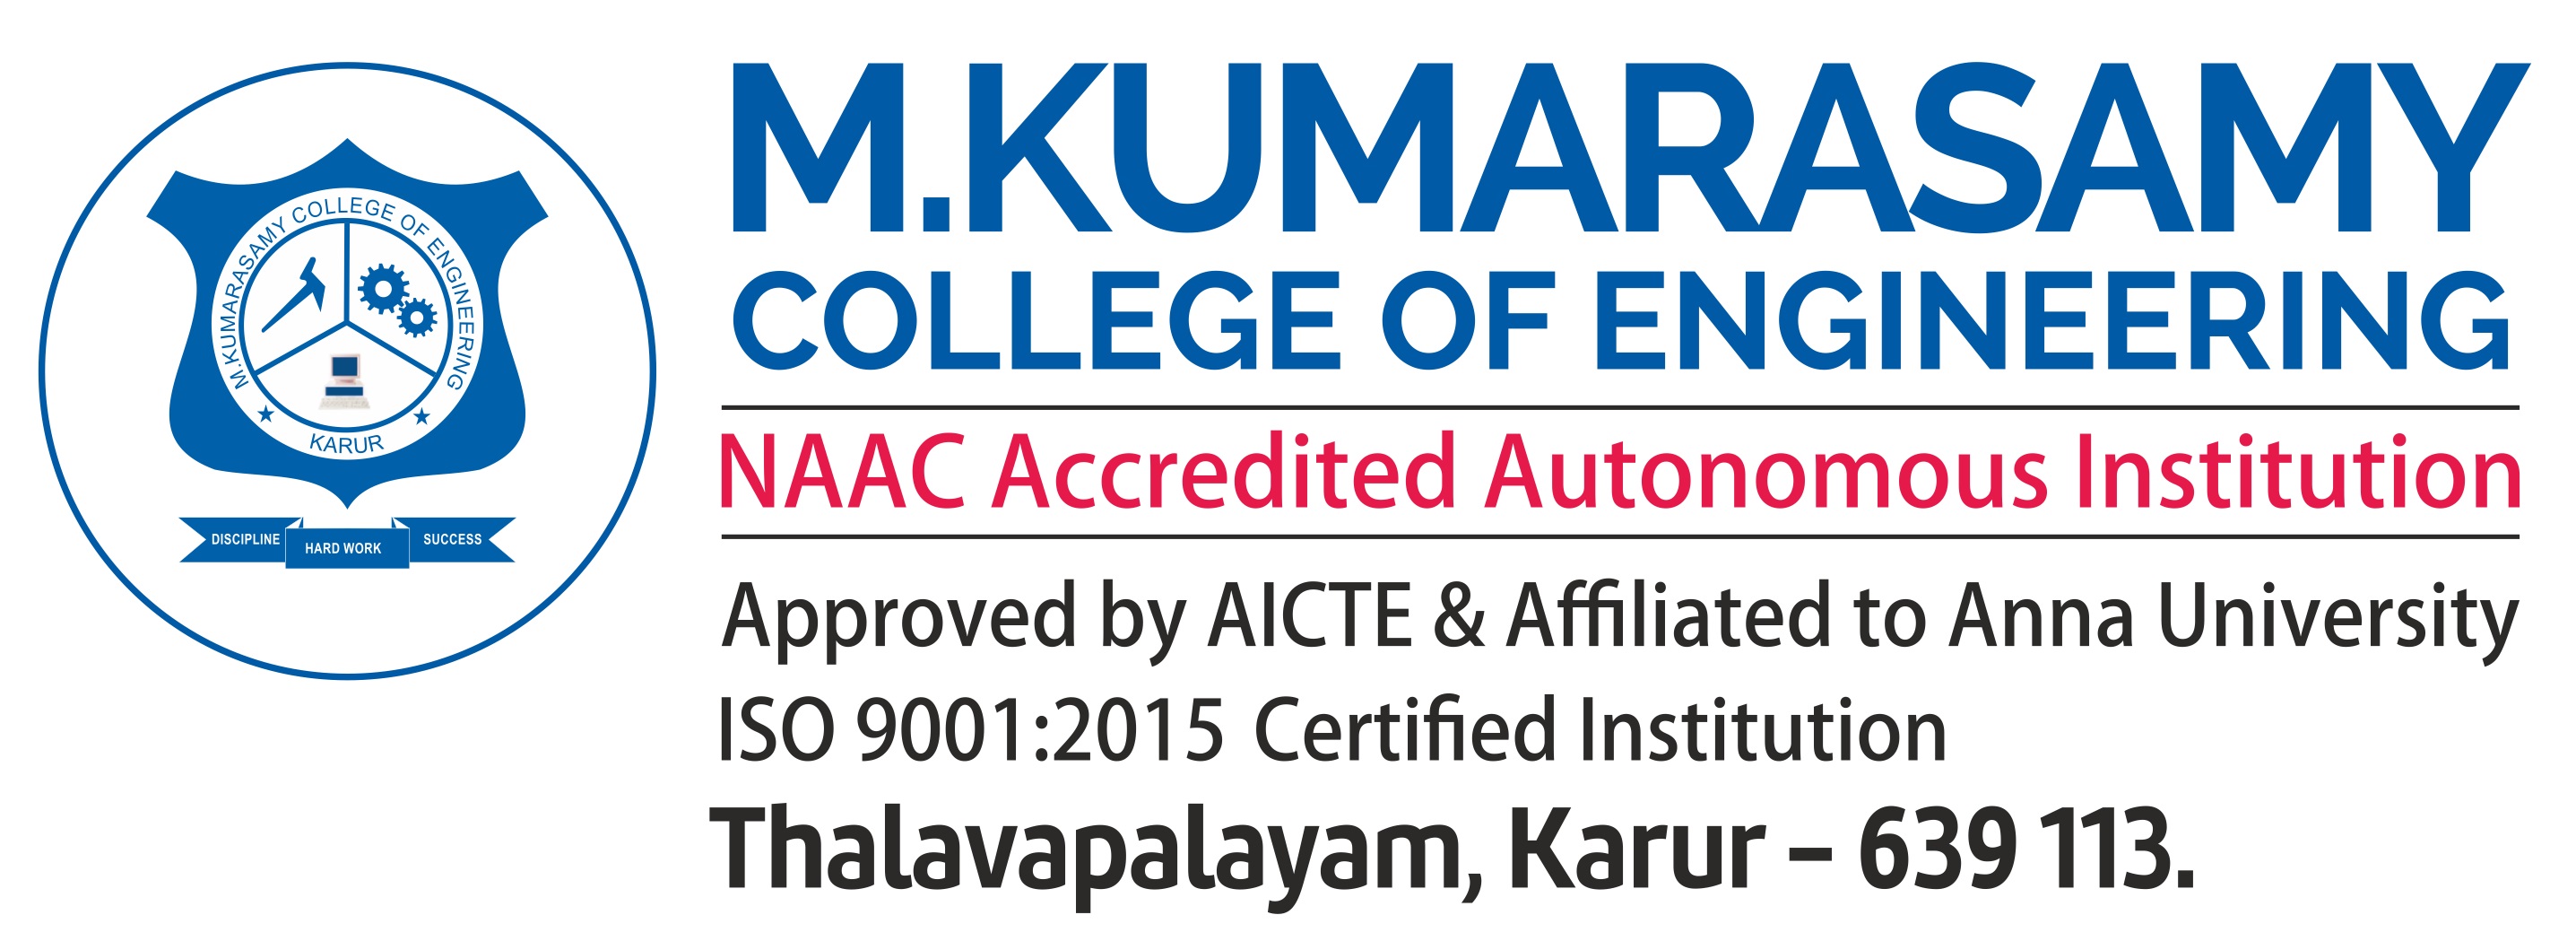 M.KUMARASAMY COLLEGE OF ENGINEERING
KARUR
DISCIPLINE
HARD WORK
SUCCESS
M.KUMARASAMY
COLLEGE OF ENGINEERING
NAAC Accredited Autonomous Institution
Approved by AICTE & Affiliated to Anna University
ISO 9001:2015 Certified Institution
Thalavapalayam, Karur – 639 113.